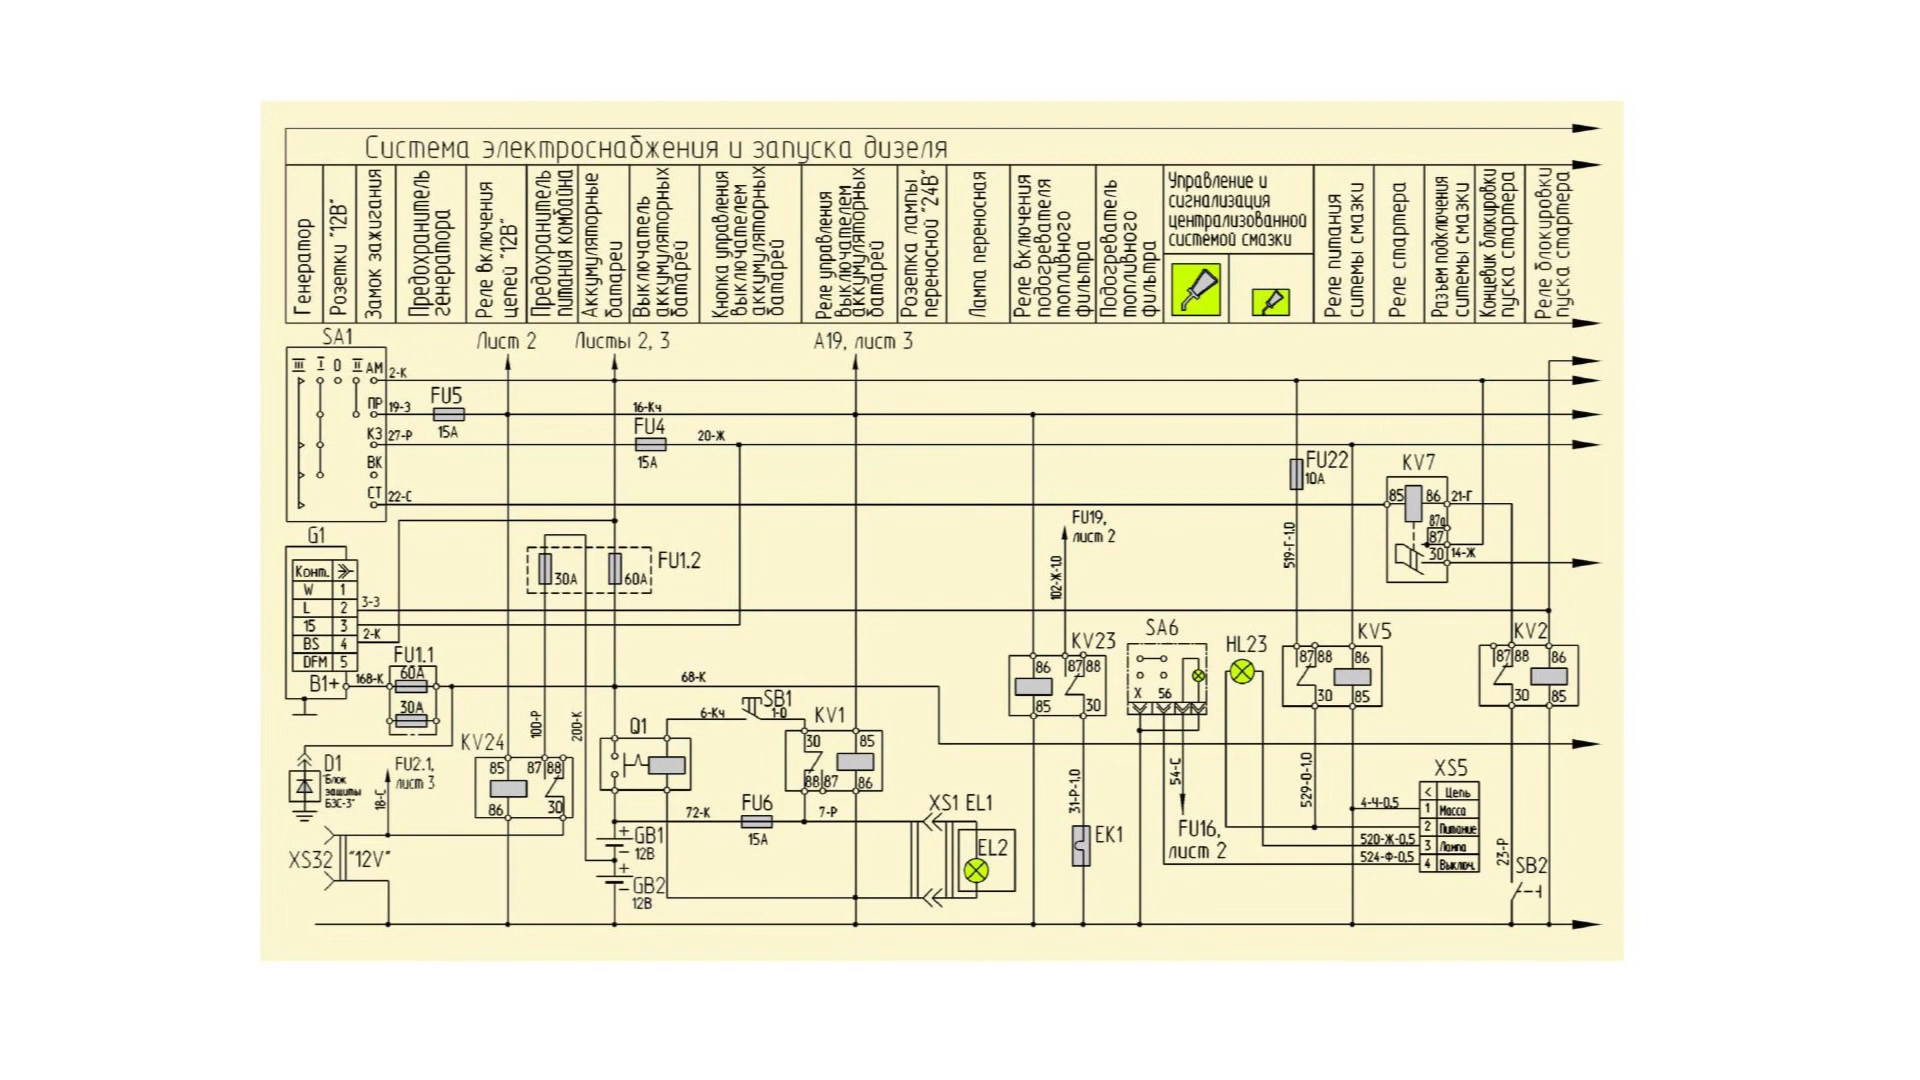 Система электроснабжения и запуска дизеля
Генератор
Розетки "12В"
Замок зажигания
Предохранитель
генератора
Реле включения
цепей "12В"
Предохранитель
питания комбайна
Аккумуляторные
батареи
Выключатель
аккумуляторных
батарей
Кнопка управления
выключателем
аккумуляторных
батарей
Реле управления
выключателем
аккумуляторных
батарей
Розетка лампы
переносной "24В"
Лампа переносная
Реле включения
подогревателя
топливного
фильтра
Подогреватель
топливного
фильтра
Управление и
сигнализация
централизованной
системой смазки
Реле питания
ситемы смазки
Реле стартера
Разъем подключения
системы смазки
Концевик блокировки
пуска стартера
Реле блокировки
пуска стартера
SA1
Лист 2
Листы 2, 3
А19, лист 3
III I 0 II АМ
2-К
ПР
19-З
FU5
15А
16-Кч
КЗ
27-Р
FU4
15А
20-Ж
ВК
СТ
22-С
FU22
10А
KV7
85 86
21-Г
87а
87
30
14-Ж
G1
Конт.
W 1
L 2
15 3
BS 4
DFM 5
3-З
2-К
В1+
168-К
FU1.1
60А
30А
30А
60А
FU1.2
FU19,
лист 2
102-Ж-1,0
519-Г-1,0
68-К
100-Р
200-К
KV24
85 87 88
86 30
Q1
6-Кч
SB1
1-О
KV1
30 85
88 87 86
D1
"Блок
защиты
БЗС-3"
FU2.1,
лист 3
18-С
XS32
"12V"
72-К
FU6
15А
7-Р
GB1
12В
GB2
12В
XS1 EL1
EL2
KV23
86 87 88
85 30
31-Р-1,0
EK1
SA6
X 56
54-С
FU16,
лист 2
HL23
KV5
87 88 86
30 85
529-О-1,0
KV2
87 88 86
30 85
XS5
< Цепь
1 Масса
2 Питание
3 Лампа
4 Выключ.
4-Ч-0,5
520-Ж-0,5
524-Ф-0,5
23-Р
SB2